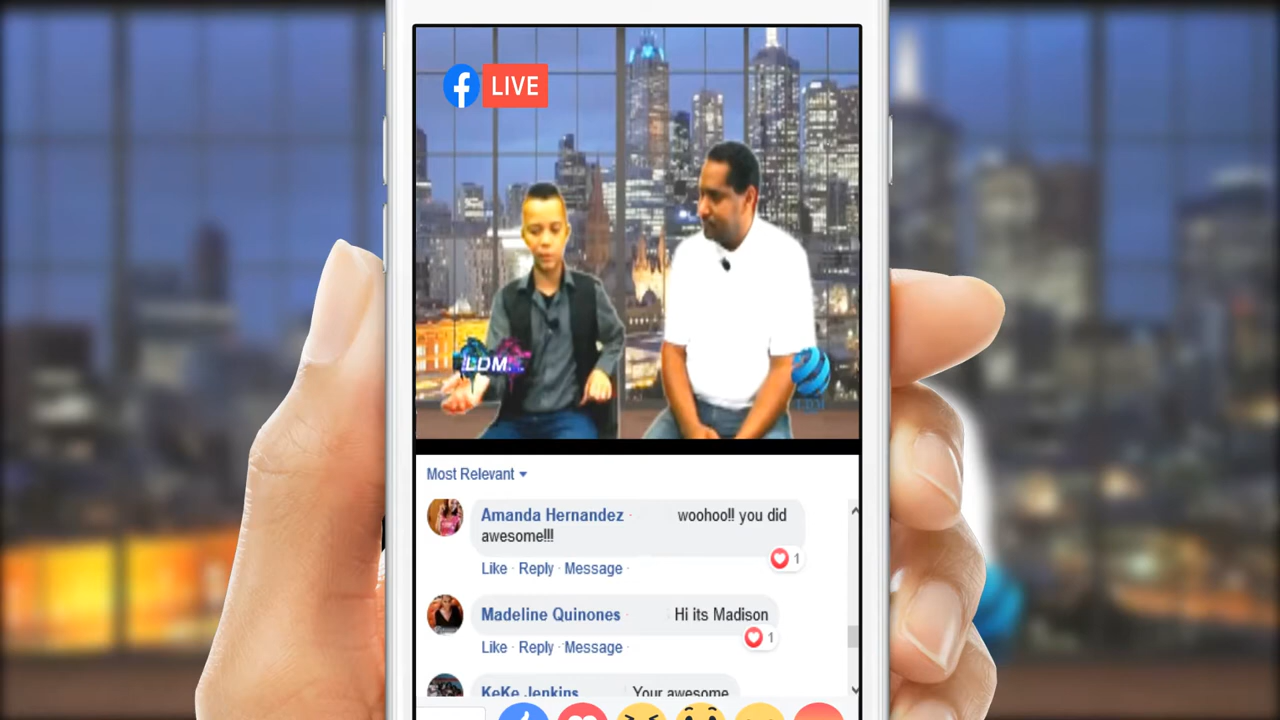 LIVE
LDM
Most Relevant
Amanda Hernandez · woohoo!! you did
awesome!!!
1
Like · Reply · Message ·
Madeline Quinones · Hi its Madison
1
Like · Reply · Message ·
KeKe Jenkins Your awesome